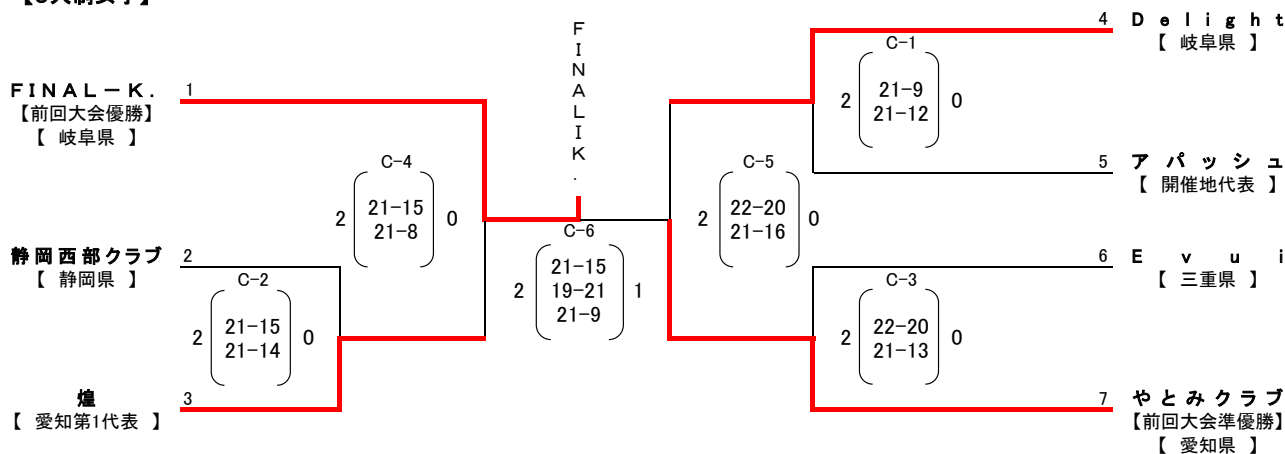 FINAL－K.
1
【前回大会優勝】
【 岐阜県 】
静岡西部クラブ
2
【 静岡県 】
煌
3
【 愛知第1代表 】
C-2
2
21-15
21-14
0
C-4
2
21-15
21-8
0
FINALIK.
C-6
2
21-15
19-21
21-9
1
C-5
2
22-20
21-16
0
C-1
2
21-9
21-12
0
C-3
2
22-20
21-13
0
4
Delight
【 岐阜県 】
5
アパッシュ
【 開催地代表 】
6
Evui
【 三重県 】
7
やとみクラブ
【前回大会準優勝】
【 愛知県 】